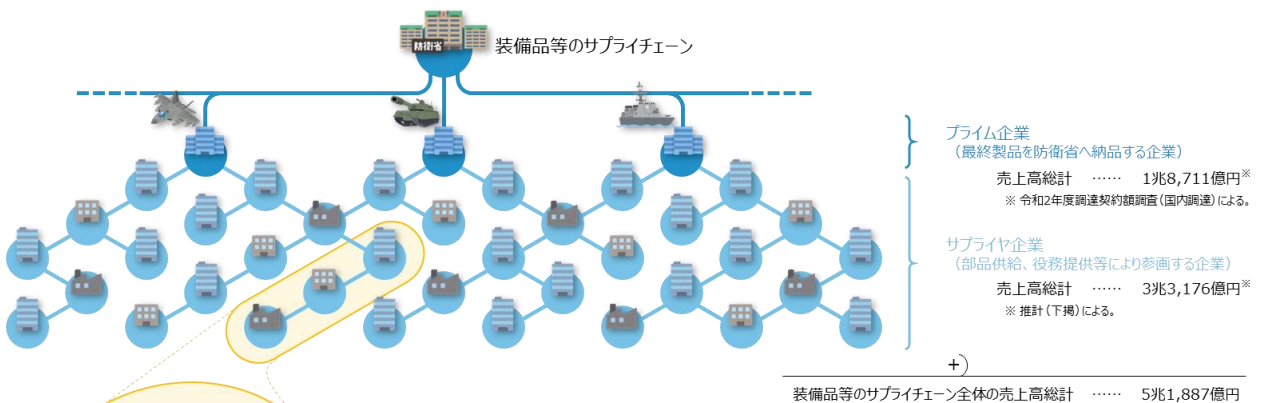 防衛省
装備品等のサプライチェーン
プライム企業
（最終製品を防衛省へ納品する企業）
売上高総計 …… 1兆8,711億円※
※ 令和2年度調達契約額調査（国内調達）による。
サプライヤ企業
（部品供給、役務提供等により参画する企業）
売上高総計 …… 3兆3,176億円※
※ 推計（下掲）による。
+)
装備品等のサプライチェーン全体の売上高総計 …… 5兆1,887億円